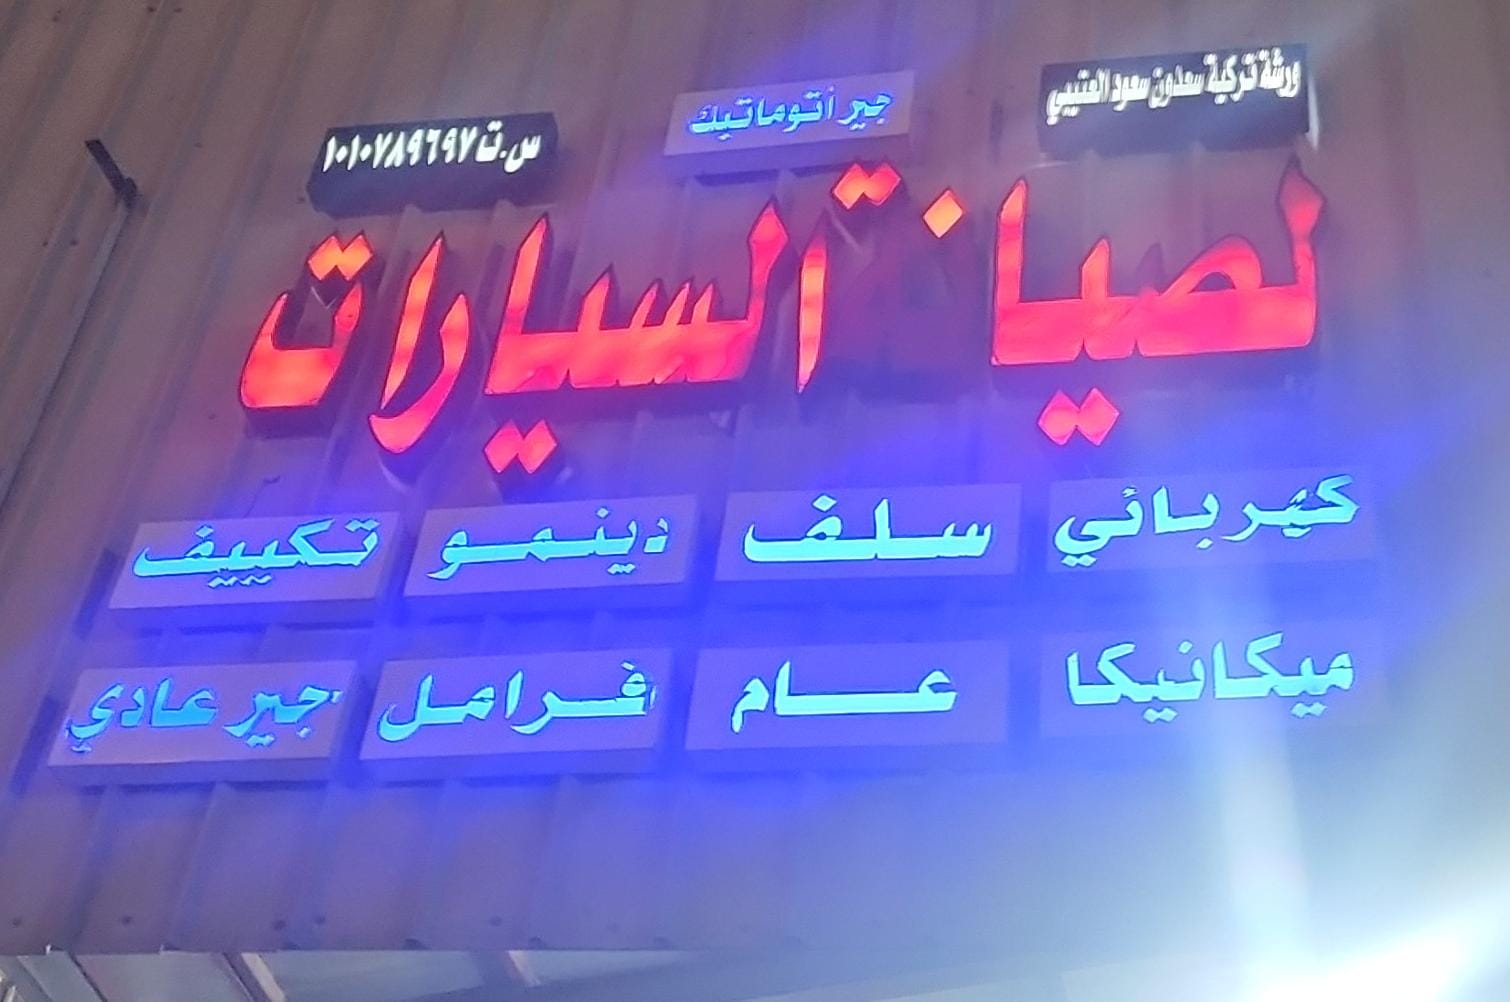 ورشة تركية سعدون سعود العتيبي
جير أتوماتيك
س.ت ١٠١٠٧٨٩٦٩٧
لصيانة السيارات
كهربائي سلف دينمو تكييف
ميكانيكا عام فرامل جير عادي